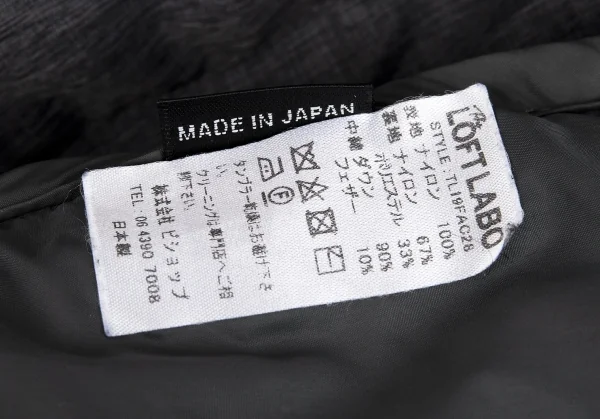 MADE IN JAPAN
The
LOFT LABO
STYLE:TL19FAC28
表地 ナイロン 100%
裏地 ナイロン 67%
ポリエステル 33%
中綿 ダウン 90%
フェザー 10%
F
タンブラー乾燥にお掛け下さ
い。
クリーニングは専門店へご相
談下さい。
株式会社ビショップ
TEL:06 4390 7008
日本製